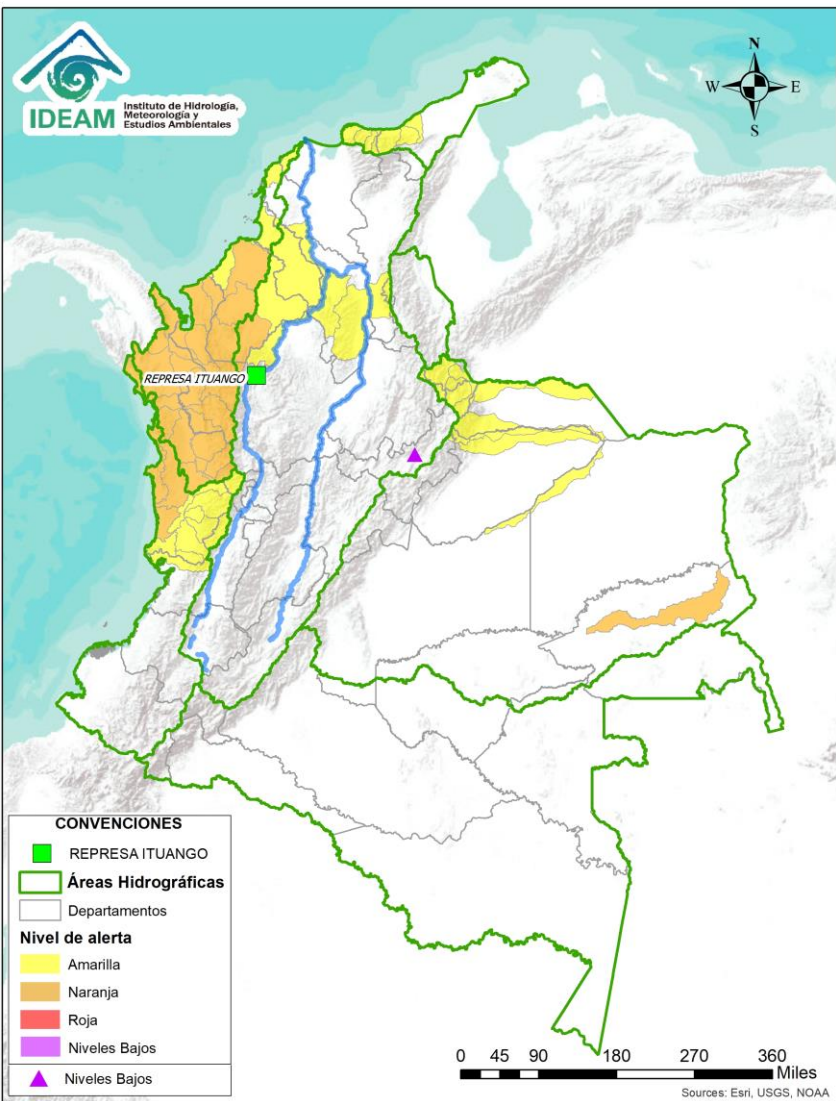 IDEAM
Instituto de Hidrología,
Meteorología y
Estudios Ambientales
N
W
E
S
REPRESA ITUANGO
CONVENCIONES
REPRESA ITUANGO
Áreas Hidrográficas
Departamentos
Nivel de alerta
Amarilla
Naranja
Roja
Niveles Bajos
Niveles Bajos
0 45 90 180 270 360
Miles
Sources: Esri, USGS, NOAA